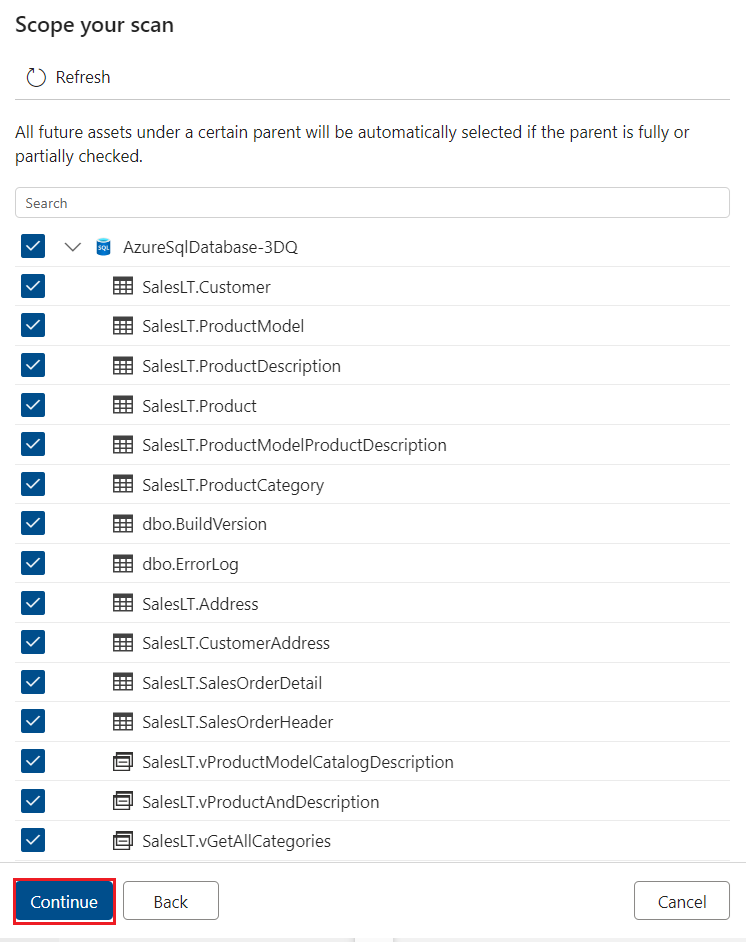 Scope your scan
Refresh
All future assets under a certain parent will be automatically selected if the parent is fully or
partially checked.
Search
SQL
AzureSqlDatabase-3DQ
SalesLT.Customer
SalesLT.ProductModel
SalesLT.ProductDescription
SalesLT.Product
SalesLT.ProductModelProductDescription
SalesLT.ProductCategory
dbo.BuildVersion
dbo.ErrorLog
SalesLT.Address
SalesLT.CustomerAddress
SalesLT.SalesOrderDetail
SalesLT.SalesOrderHeader
SalesLT.vProductModelCatalogDescription
SalesLT.vProductAndDescription
SalesLT.vGetAllCategories
Continue
Back
Cancel